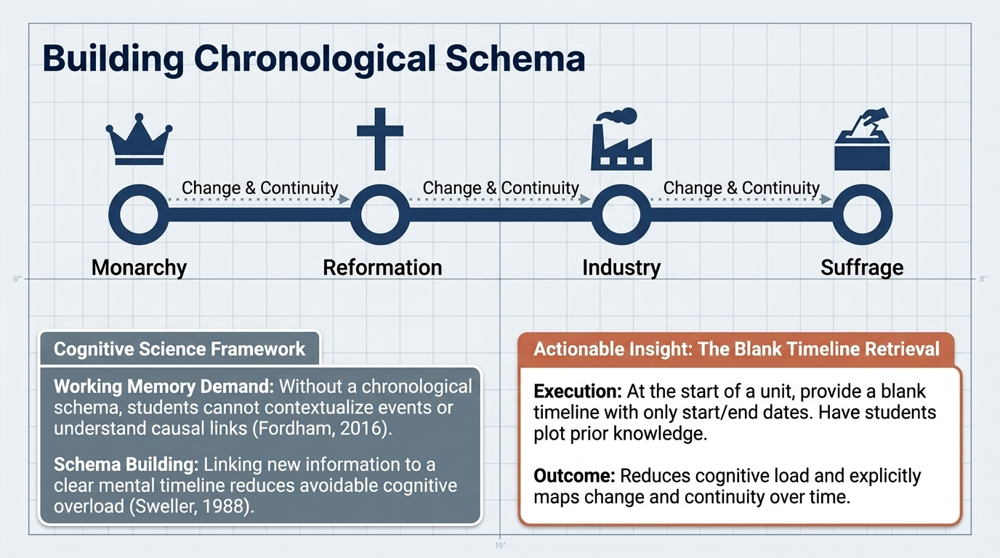 Building Chronological Schema
Change & Continuity
Change & Continuity
Change & Continuity
Monarchy
Reformation
Industry
Suffrage
Cognitive Science Framework
Working Memory Demand: Without a chronological
schema, students cannot contextualize events or
understand causal links (Fordham, 2016).
Schema Building: Linking new information to a
clear mental timeline reduces avoidable cognitive
overload (Sweller, 1988).
Actionable Insight: The Blank Timeline Retrieval
Execution: At the start of a unit, provide a blank
timeline with only start/end dates. Have students
plot prior knowledge.
Outcome: Reduces cognitive load and explicitly
maps change and continuity over time.